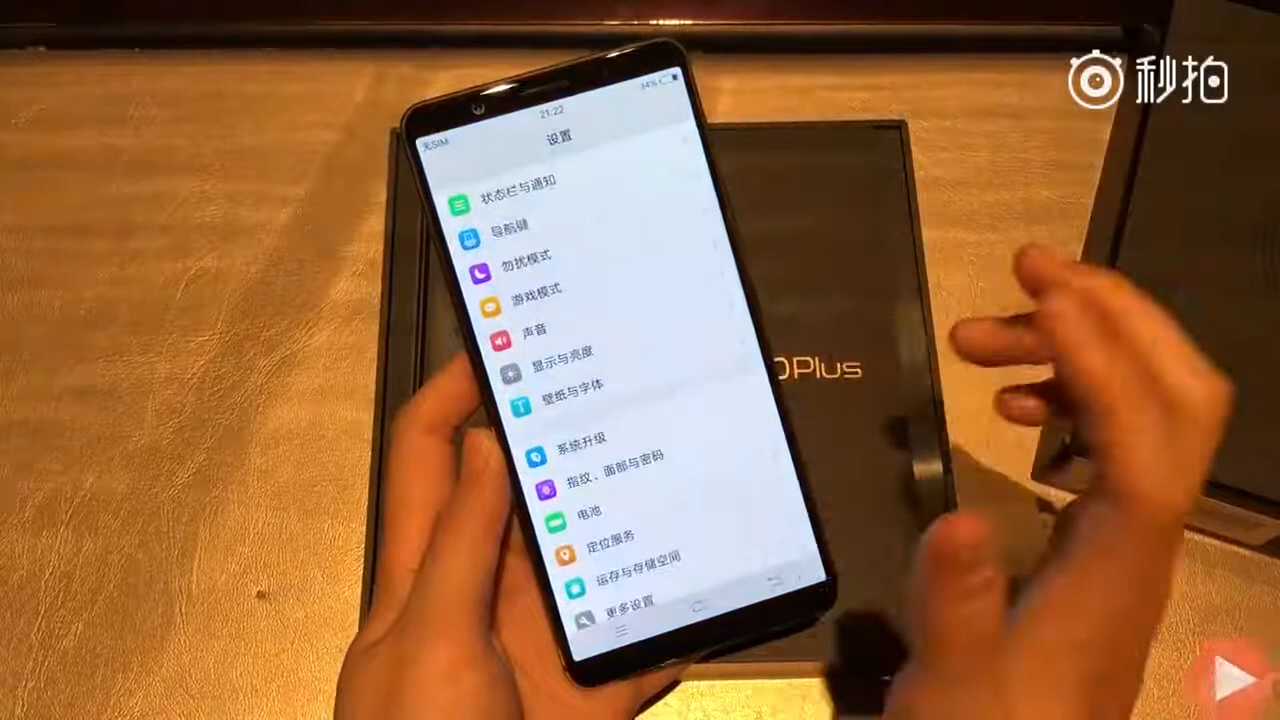 秒拍
无SIM
21:22
84%
设置
状态栏与通知
导航键
勿扰模式
游戏模式
声音
显示与亮度
壁纸与字体
系统升级
指纹、面部与密码
电池
定位服务
运存与存储空间
更多设置
Plus